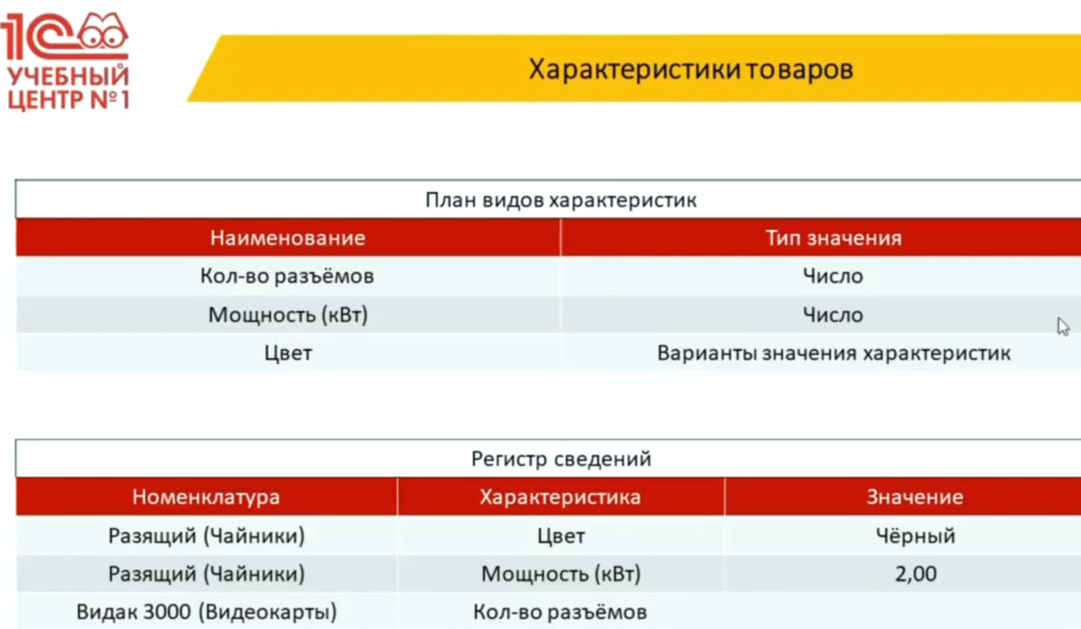 1С
УЧЕБНЫЙ
ЦЕНТР №1
Характеристики товаров
План видов характеристик
Наименование Тип значения
Кол-во разъёмов Число
Мощность (кВт) Число
Цвет Варианты значения характеристик
Регистр сведений
Номенклатура Характеристика Значение
Разящий (Чайники) Цвет Чёрный
Разящий (Чайники) Мощность (кВт) 2,00
Видак 3000 (Видеокарты) Кол-во разъёмов